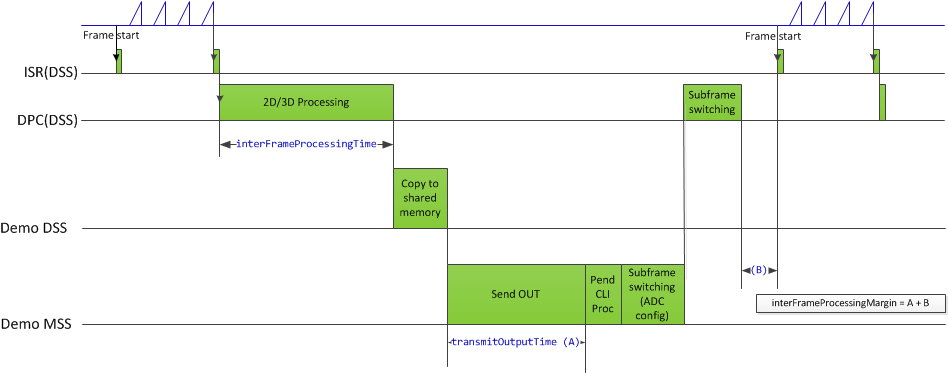 Frame start
Frame start
ISR(DSS)
2D/3D Processing
Subframe
switching
DPC(DSS)
interFrameProcessingTime
Copy to
shared
memory
Demo DSS
(B)
Send OUT
Pend
CLI
Proc
Subframe
switching
(ADC
config)
interFrameProcessingMargin = A + B
Demo MSS
transmitOutputTime (A)